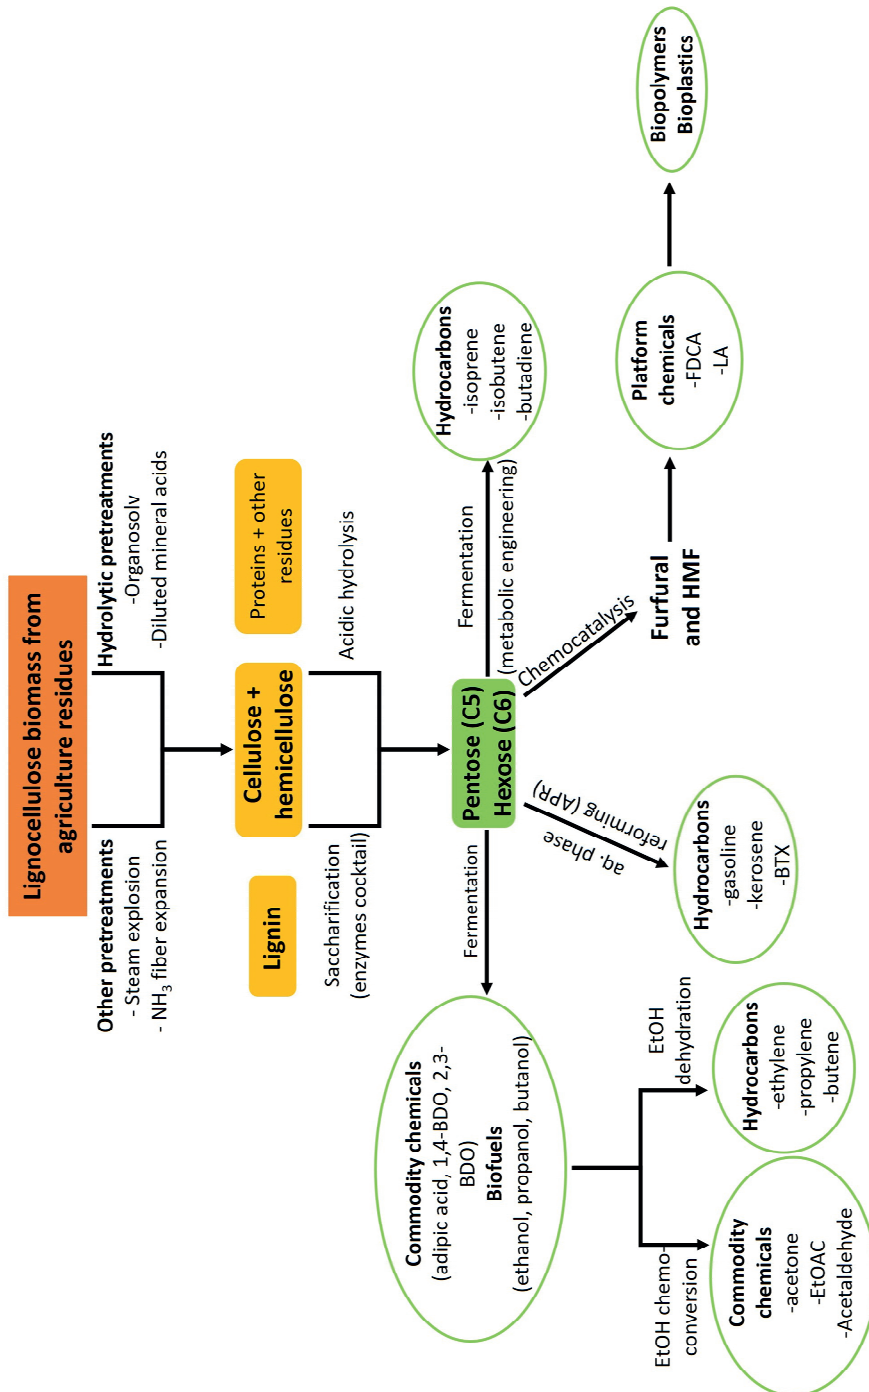 Lignocellulose biomass from
agriculture residues
Other pretreatments
- Steam explosion
- NH₃ fiber expansion
Hydrolytic pretreatments
-Organosolv
-Diluted mineral acids
Lignin
Cellulose +
hemicellulose
Proteins + other
residues
Saccharification
(enzymes cocktail)
Acidic hydrolysis
Pentose (C5)
Hexose (C6)
Fermentation
Fermentation
(metabolic engineering)
Commodity chemicals
(adipic acid, 1,4-BDO, 2,3-
BDO)
Biofuels
(ethanol, propanol, butanol)
Hydrocarbons
-isoprene
-isobutene
-butadiene
aq. phase
reforming (APR)
Chemocatalysis
Hydrocarbons
-gasoline
-kerosene
-BTX
Furfural
and HMF
Platform
chemicals
-FDCA
-LA
Biopolymers
Bioplastics
EtOH chemo-
conversion
EtOH
dehydration
Commodity
chemicals
-acetone
-EtOAC
-Acetaldehyde
Hydrocarbons
-ethylene
-propylene
-butene